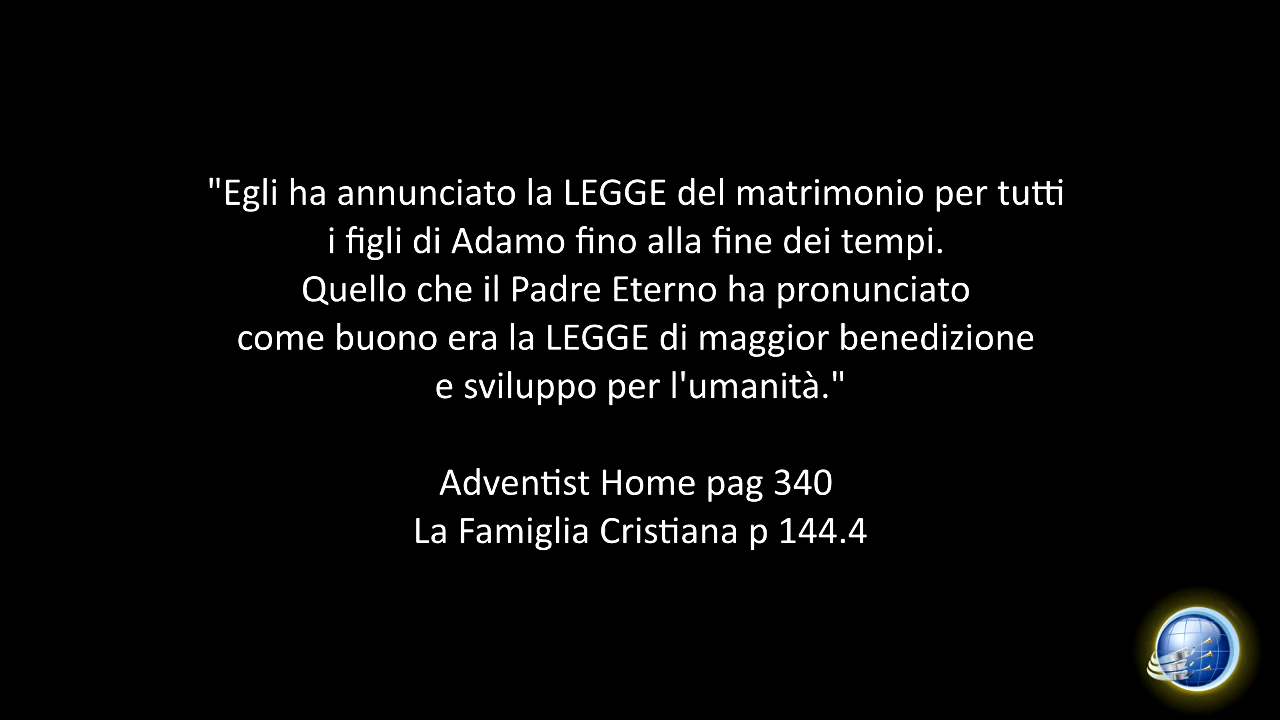 "Egli ha annunciato la LEGGE del matrimonio per tutti
i figli di Adamo fino alla fine dei tempi.
Quello che il Padre Eterno ha pronunciato
come buono era la LEGGE di maggior benedizione
e sviluppo per l'umanità."
Adventist Home pag 340
La Famiglia Cristiana p 144.4